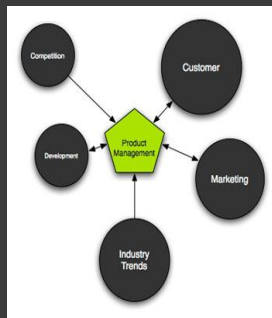 Competition
Customer
Product
Management
Development
Marketing
Industry
Trends